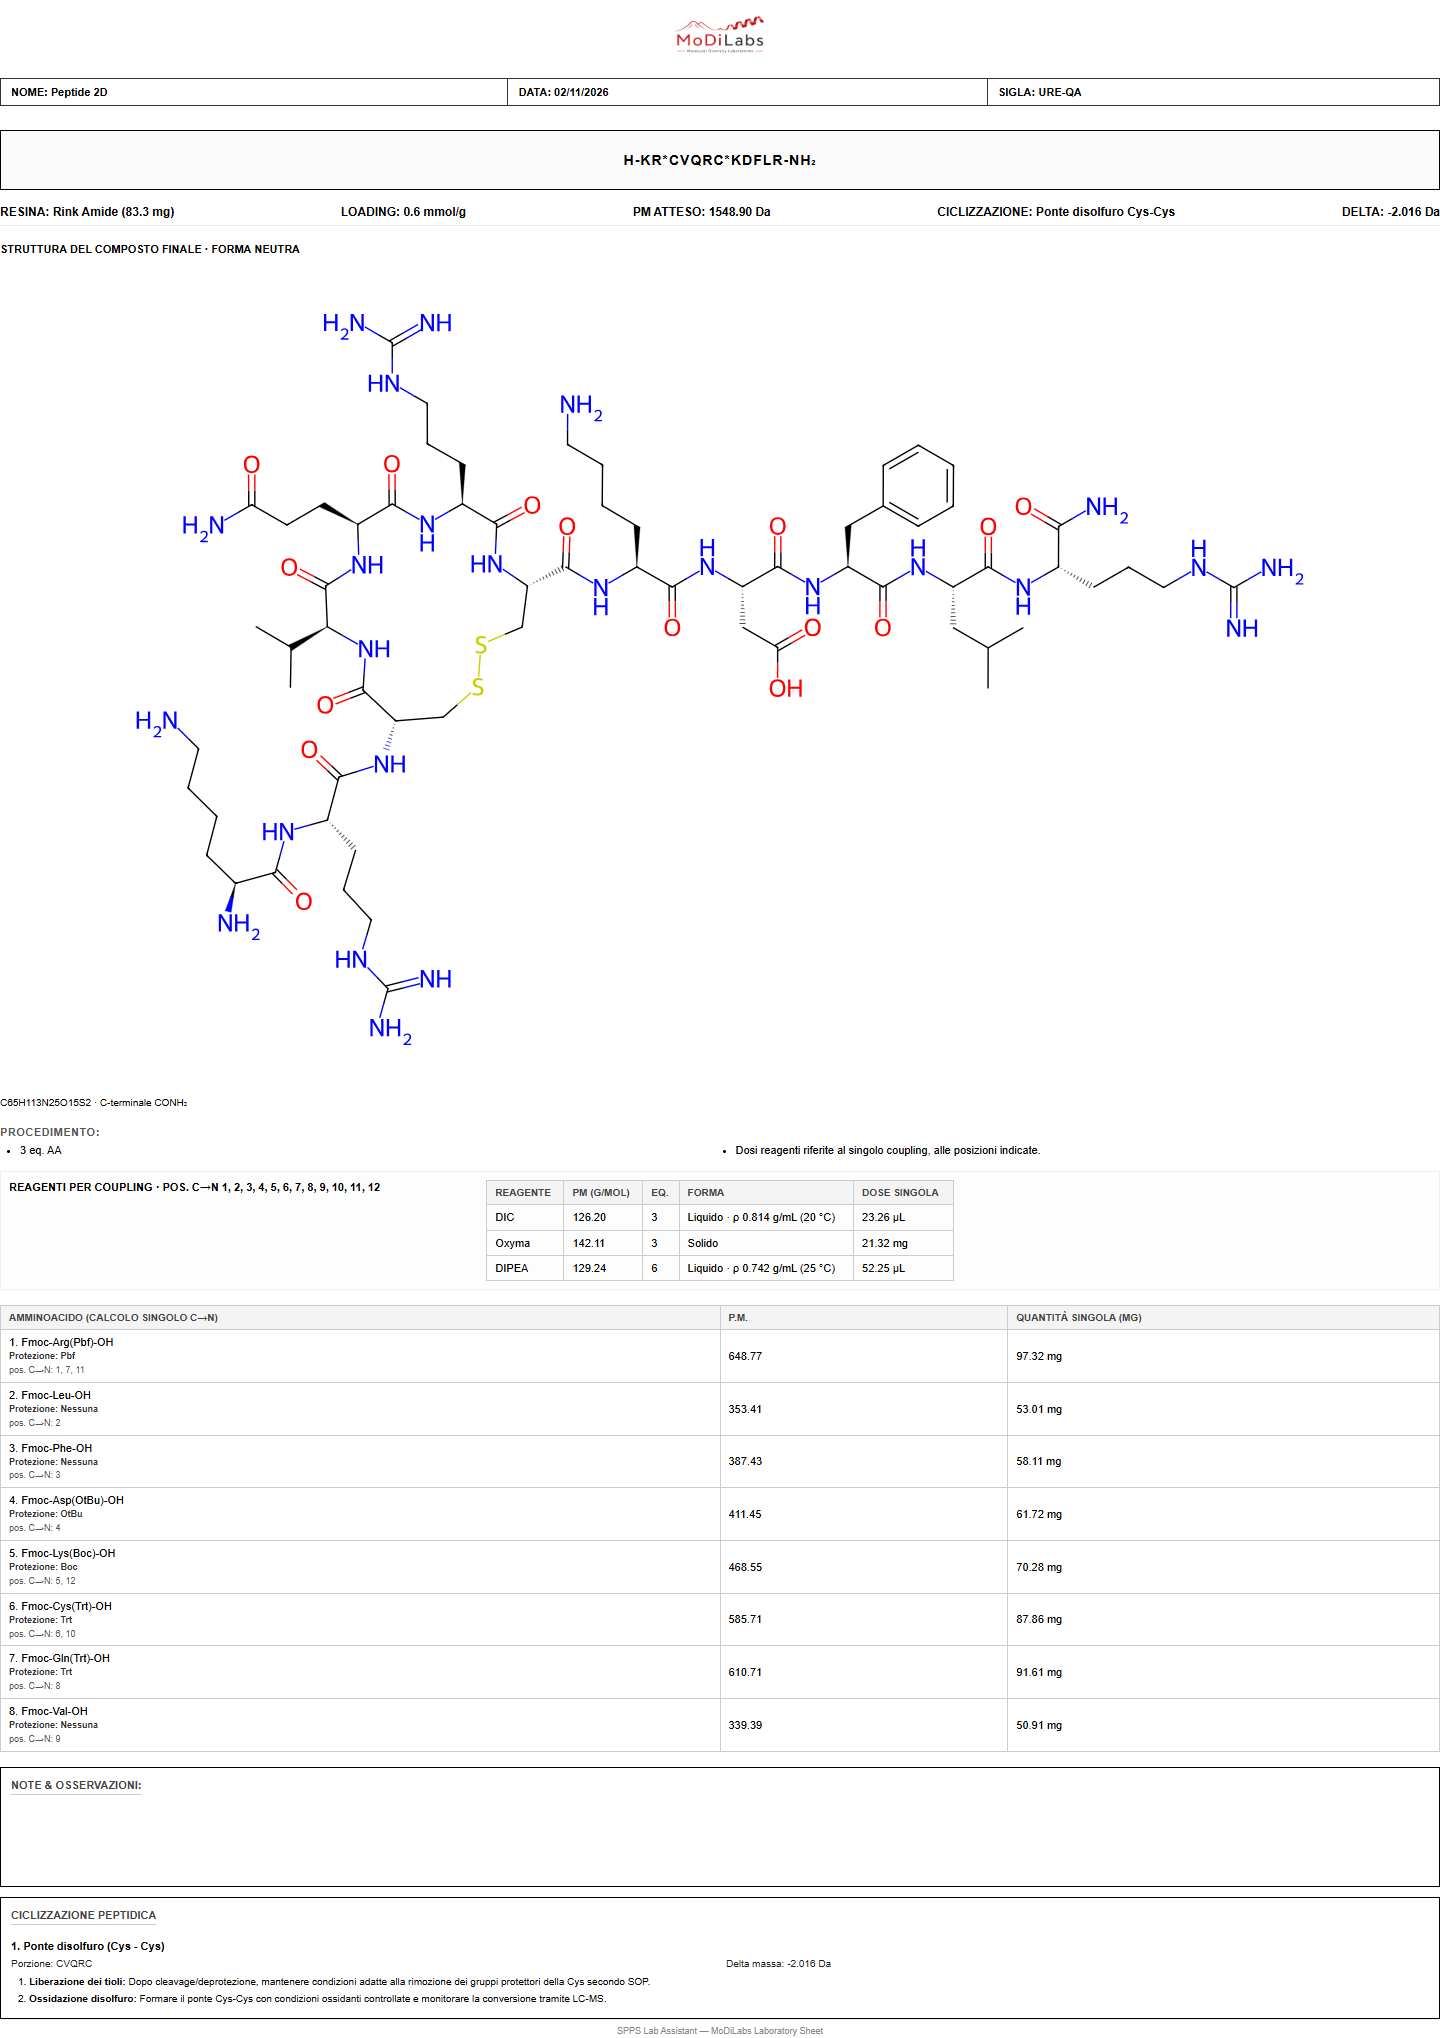 MoDiLabs
Molecular Diversity Laboratories
NOME: Peptide 2D
DATA: 02/11/2026
SIGLA: URE-QA
H-KR*CVQRC*KDFLR-NH₂
RESINA: Rink Amide (83.3 mg)
LOADING: 0.6 mmol/g
PM ATTESO: 1548.90 Da
CICLIZZAZIONE: Ponte disolfuro Cys-Cys
DELTA: -2.016 Da
STRUTTURA DEL COMPOSTO FINALE · FORMA NEUTRA
H₂N
NH
HN
NH₂
O
O
O
H₂N
N
H
O
NH₂
O
NH
HN
O
N
H
H
N
O
O
N
H
H
N
O
O
N
H
H
N
NH₂
NH
O
NH
S
S
O
O
OH
O
H₂N
O
NH
HN
O
NH₂
HN
NH
NH₂
C65H113N25O15S2 · C-terminale CONH₂
PROCEDIMENTO:
• 3 eq. AA
• Dosi reagenti riferite al singolo coupling, alle posizioni indicate.
REAGENTI PER COUPLING · POS. C→N 1, 2, 3, 4, 5, 6, 7, 8, 9, 10, 11, 12
REAGENTE PM (G/MOL) EQ. FORMA DOSE SINGOLA
DIC 126.20 3 Liquido · ρ 0.814 g/mL (20 °C) 23.26 µL
Oxyma 142.11 3 Solido 21.32 mg
DIPEA 129.24 6 Liquido · ρ 0.742 g/mL (25 °C) 52.25 µL
AMMINOACIDO (CALCOLO SINGOLO C→N) P.M. QUANTITÀ SINGOLA (MG)
1. Fmoc-Arg(Pbf)-OH
Protezione: Pbf
pos. C→N: 1, 7, 11
648.77
97.32 mg
2. Fmoc-Leu-OH
Protezione: Nessuna
pos. C→N: 2
353.41
53.01 mg
3. Fmoc-Phe-OH
Protezione: Nessuna
pos. C→N: 3
387.43
58.11 mg
4. Fmoc-Asp(OtBu)-OH
Protezione: OtBu
pos. C→N: 4
411.45
61.72 mg
5. Fmoc-Lys(Boc)-OH
Protezione: Boc
pos. C→N: 5, 12
468.55
70.28 mg
6. Fmoc-Cys(Trt)-OH
Protezione: Trt
pos. C→N: 6, 10
585.71
87.86 mg
7. Fmoc-Gln(Trt)-OH
Protezione: Trt
pos. C→N: 8
610.71
91.61 mg
8. Fmoc-Val-OH
Protezione: Nessuna
pos. C→N: 9
339.39
50.91 mg
NOTE & OSSERVAZIONI:
CICLIZZAZIONE PEPTIDICA
1. Ponte disolfuro (Cys - Cys)
Porzione: CVQRC
Delta massa: -2.016 Da
1. Liberazione dei tioli: Dopo cleavage/deprotezione, mantenere condizioni adatte alla rimozione dei gruppi protettori della Cys secondo SOP.
2. Ossidazione disolfuro: Formare il ponte Cys-Cys con condizioni ossidanti controllate e monitorare la conversione tramite LC-MS.
SPPS Lab Assistant — MoDiLabs Laboratory Sheet